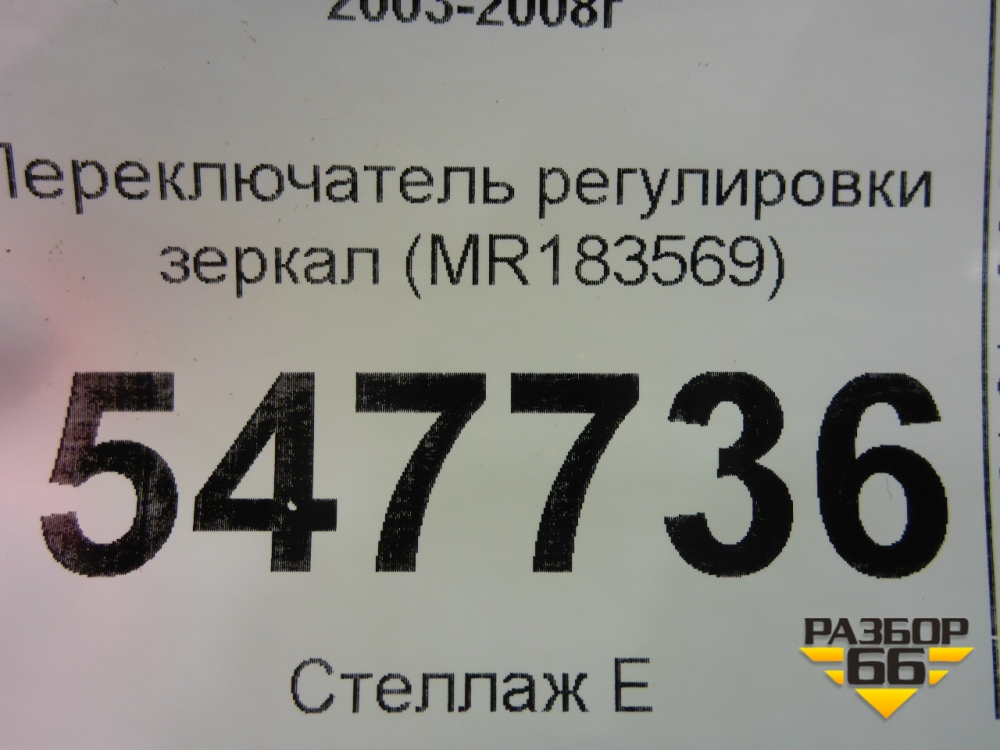 2003-2008г
Переключатель регулировки
зеркал (MR183569)
547736
Стеллаж Е
РАЗБОР
66